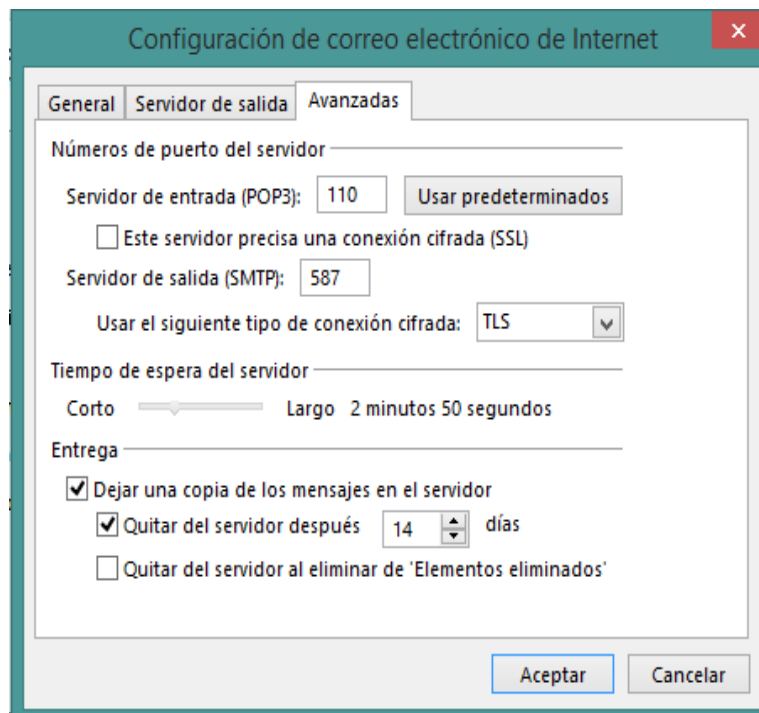 Configuración de correo electrónico de Internet
General Servidor de salida Avanzadas
Números de puerto del servidor
Servidor de entrada (POP3): 110 Usar predeterminados
Este servidor precisa una conexión cifrada (SSL)
Servidor de salida (SMTP): 587
Usar el siguiente tipo de conexión cifrada: TLS
Tiempo de espera del servidor
Corto Largo 2 minutos 50 segundos
Entrega
Dejar una copia de los mensajes en el servidor
Quitar del servidor después 14 días
Quitar del servidor al eliminar de 'Elementos eliminados'
Aceptar Cancelar